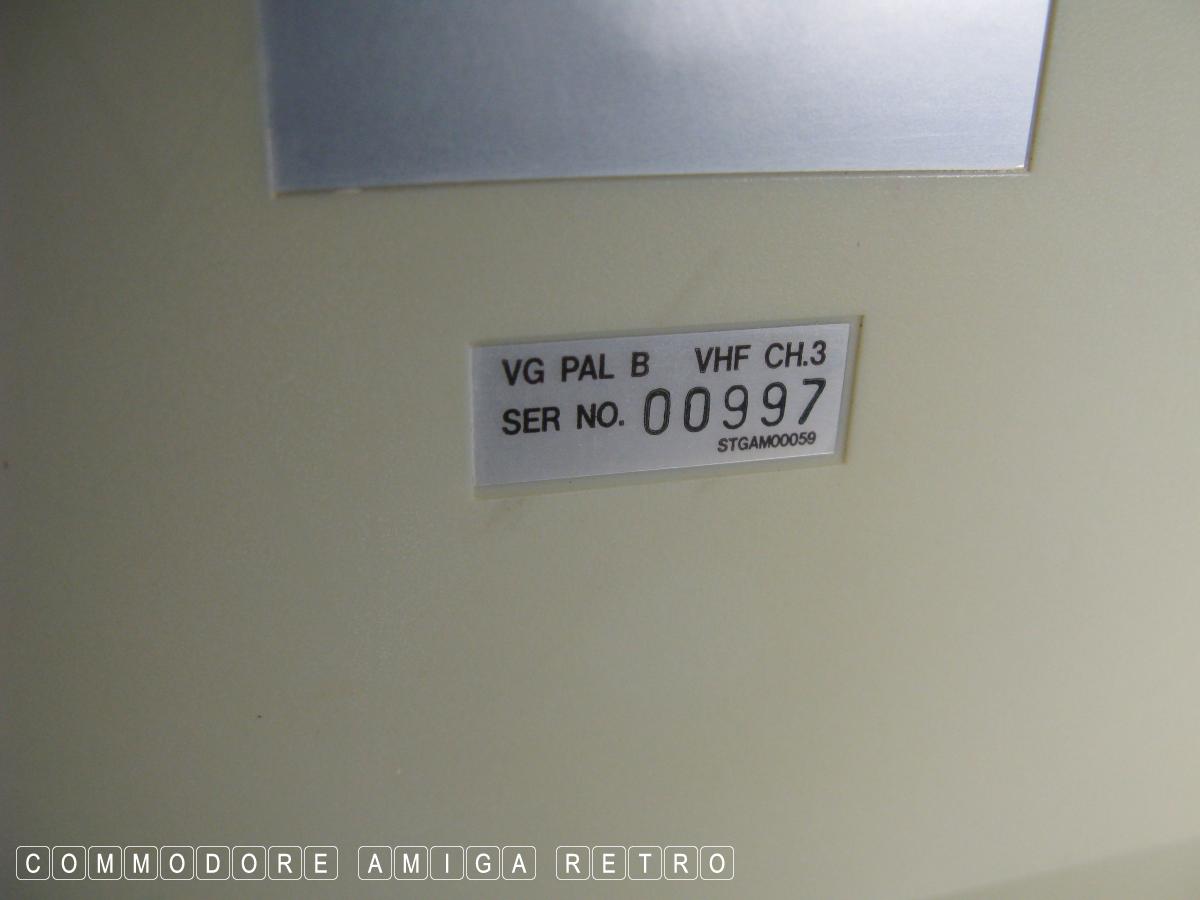 VG PAL B VHF CH.3
SER NO. 00997
STGAM00059
COMMODORE AMIGA RETRO